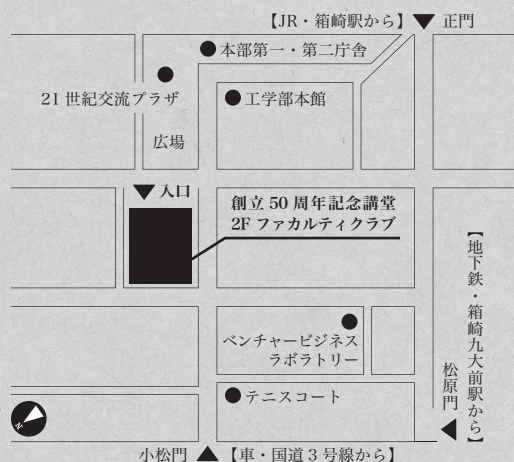 【JR・箱崎駅から】 正門
本部第一・第二庁舎
21 世紀交流プラザ
工学部本館
広場
入口
創立 50 周年記念講堂
2F ファカルティクラブ
【地下鉄・箱崎九大前駅から】
ベンチャービジネス
ラボラトリー
松原門
テニスコート
N
小松門 【車・国道 3 号線から】